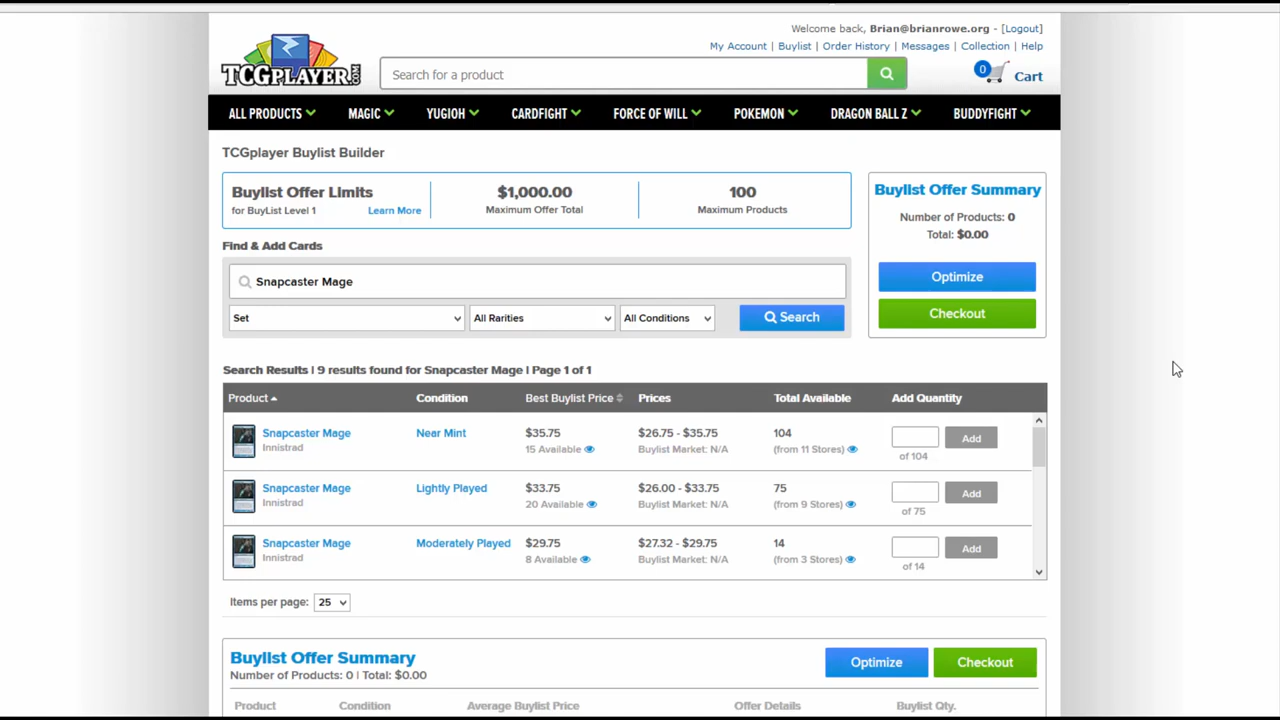 Welcome back, Brian@brianrowe.org - [Logout]
My Account | Buylist | Order History | Messages | Collection | Help
TCGPLAYER.COM
Search for a product
0 Cart
ALL PRODUCTS MAGIC YUGIOH CARDFIGHT FORCE OF WILL POKEMON DRAGON BALL Z BUDDYFIGHT
TCGplayer Buylist Builder
Buylist Offer Limits
for BuyList Level 1 Learn More
$1,000.00
Maximum Offer Total
100
Maximum Products
Buylist Offer Summary
Number of Products: 0
Total: $0.00
Optimize
Checkout
Find & Add Cards
Snapcaster Mage
Set All Rarities All Conditions Search
Search Results | 9 results found for Snapcaster Mage | Page 1 of 1
Product Condition Best Buylist Price Prices Total Available Add Quantity
Snapcaster Mage Near Mint $35.75 $26.75 - $35.75 104 Add
Innistrad 15 Available Buylist Market: N/A (from 11 Stores) of 104
Snapcaster Mage Lightly Played $33.75 $26.00 - $33.75 75 Add
Innistrad 20 Available Buylist Market: N/A (from 9 Stores) of 75
Snapcaster Mage Moderately Played $29.75 $27.32 - $29.75 14 Add
Innistrad 8 Available Buylist Market: N/A (from 3 Stores) of 14
Items per page: 25
Buylist Offer Summary
Number of Products: 0 | Total: $0.00
Optimize Checkout
Product Condition Average Buylist Price Offer Details Buylist Qty.